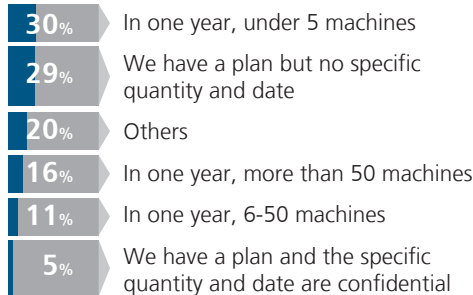 30% In one year, under 5 machines
29% We have a plan but no specific
quantity and date
20% Others
16% In one year, more than 50 machines
11% In one year, 6-50 machines
5% We have a plan and the specific
quantity and date are confidential